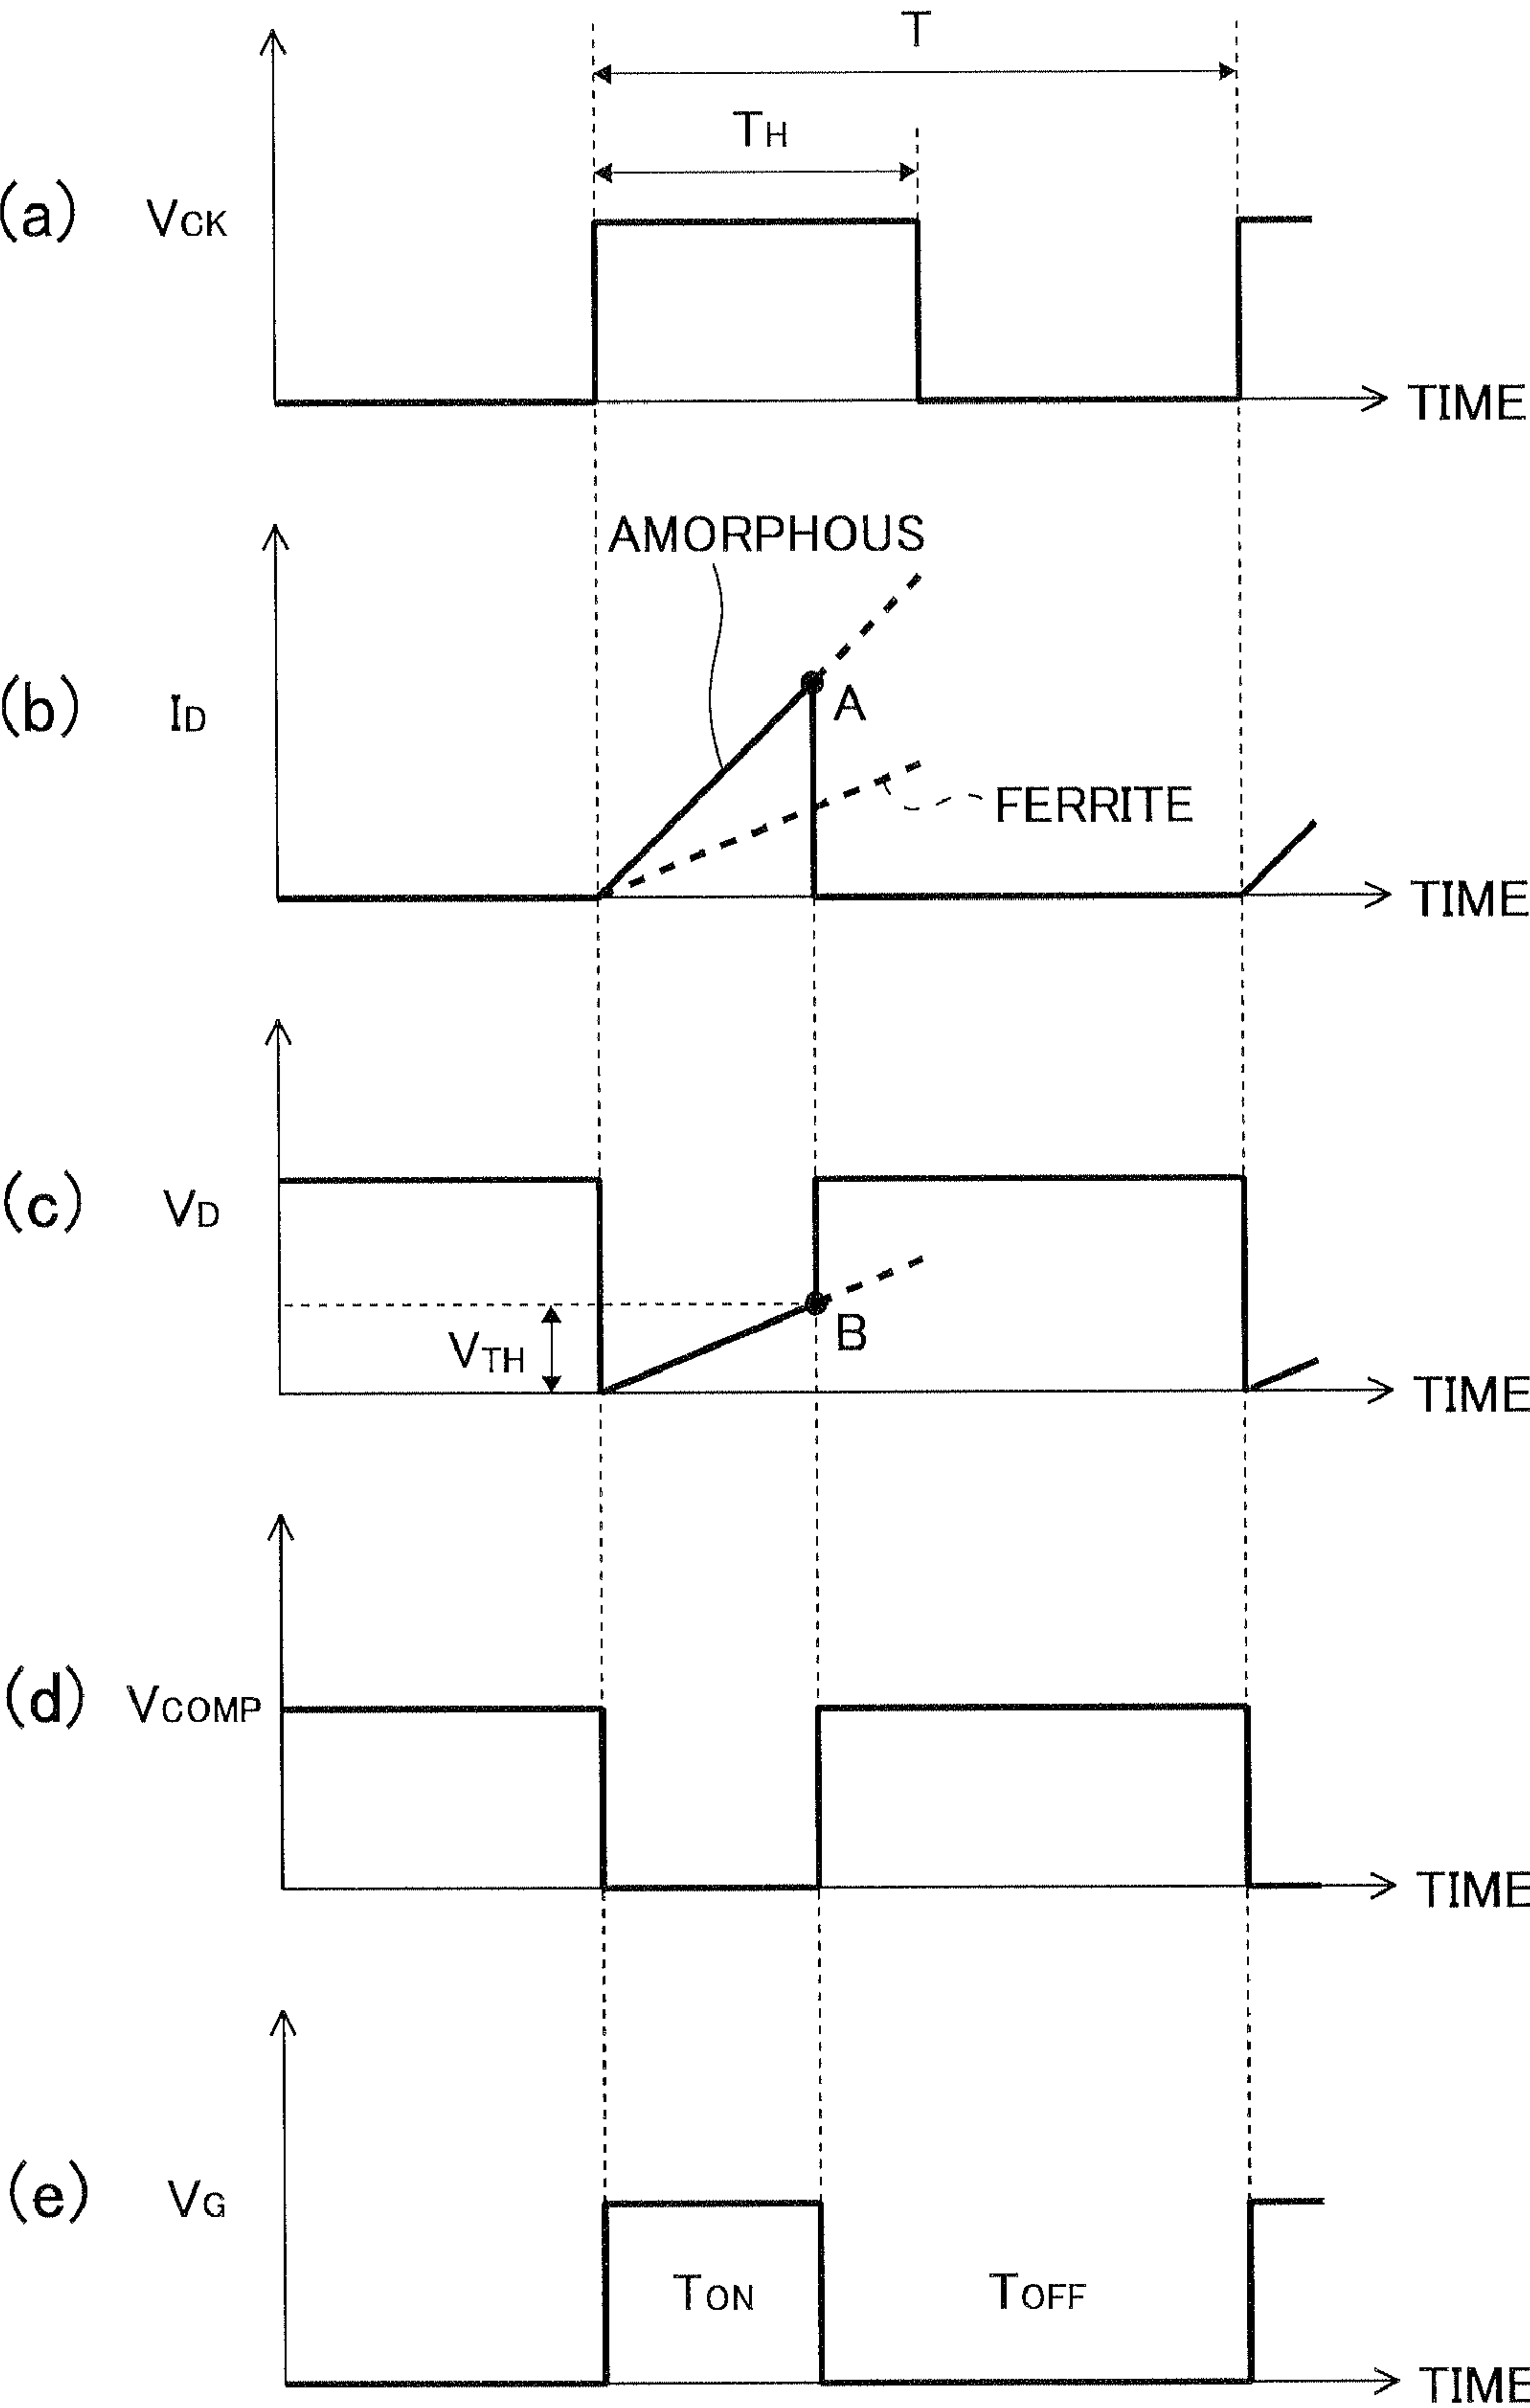 T
TH
(a) VCK
TIME
AMORPHOUS
A
(b) ID
FERRITE
TIME
(c) VD
B
VTH
TIME
(d) VCOMP
TIME
(e) VG
TON TOFF
TIME